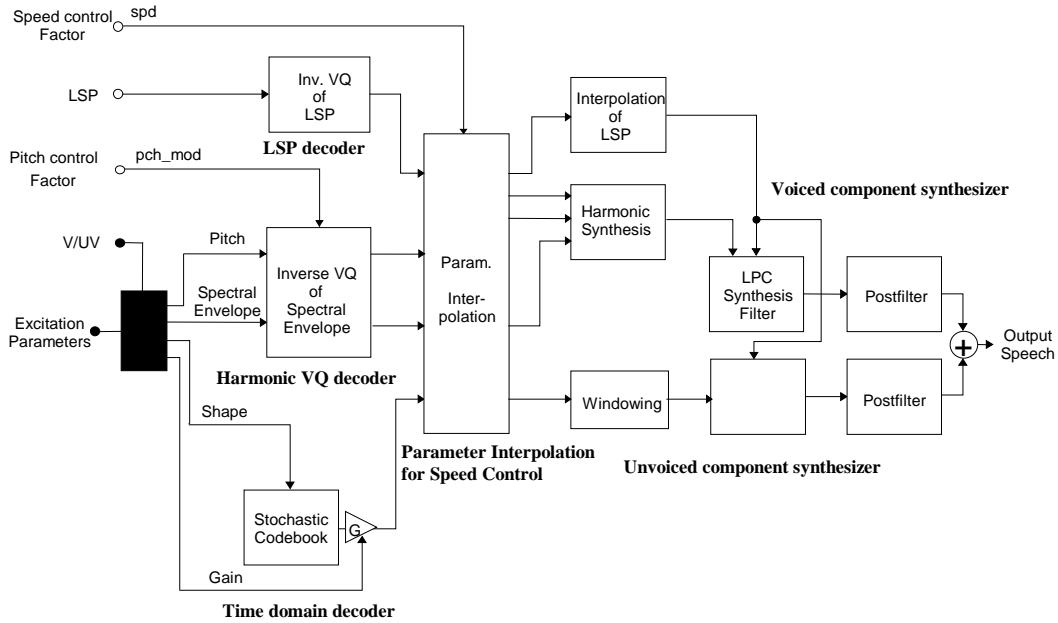 Speed control
Factor
spd
LSP
Inv. VQ
of
LSP
LSP decoder
Pitch control
Factor
pch_mod
V/UV
Pitch
Spectral
Envelope
Excitation
Parameters
Inverse VQ
of
Spectral
Envelope
Harmonic VQ decoder
Shape
Stochastic
Codebook
G
Gain
Time domain decoder
Param.
Inter-
polation
Parameter Interpolation
for Speed Control
Interpolation
of
LSP
Harmonic
Synthesis
Voiced component synthesizer
LPC
Synthesis
Filter
Postfilter
+
Output
Speech
Windowing
Postfilter
Unvoiced component synthesizer